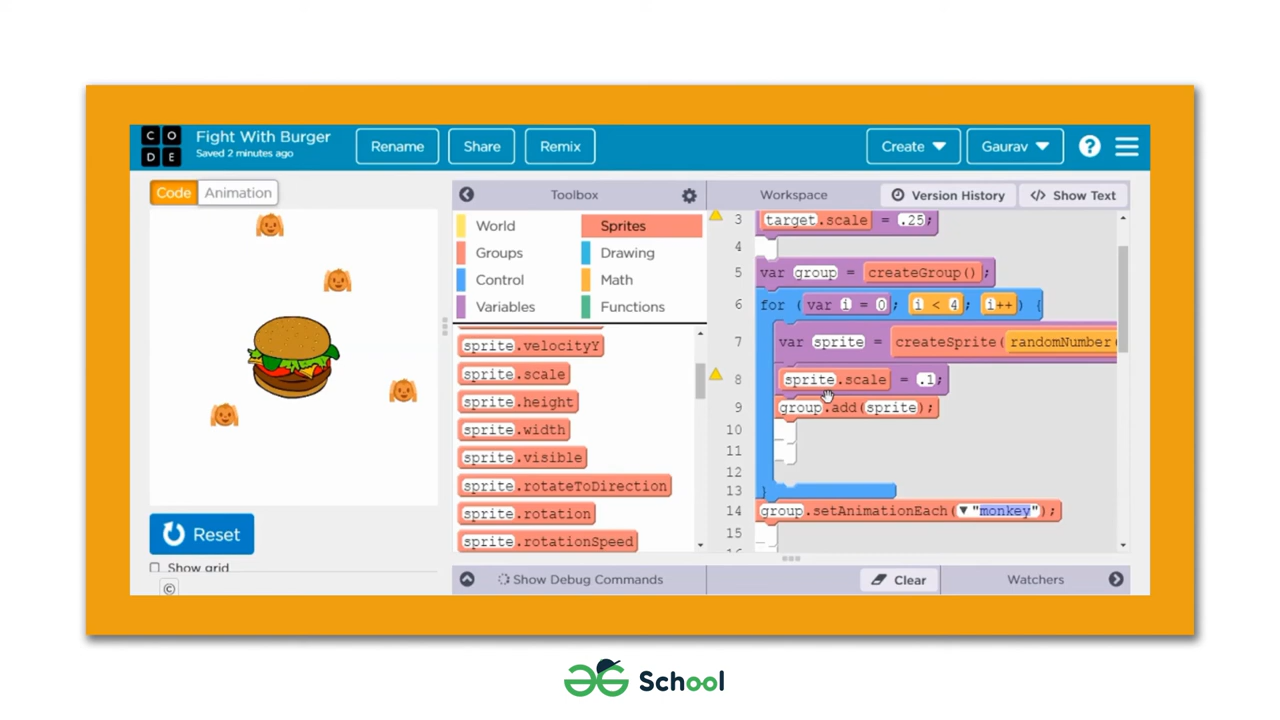 CODE
Fight With Burger
Saved 2 minutes ago
Rename
Share
Remix
Create
Gaurav
?
Code
Animation
Toolbox
Workspace
Version History
</> Show Text
World
Sprites
Groups
Drawing
Control
Math
Variables
Functions
sprite.velocityY
sprite.scale
sprite.height
sprite.width
sprite.visible
sprite.rotateToDirection
sprite.rotation
sprite.rotationSpeed
3 target.scale = .25;
4
5 var group = createGroup();
6 for (var i = 0; i < 4; i++) {
7 var sprite = createSprite(randomNumber(
8 sprite.scale = .1;
9 group.add(sprite);
10
11
12
13 }
14 group.setAnimationEach("monkey");
15
Reset
Show grid
©
Show Debug Commands
Clear
Watchers
School